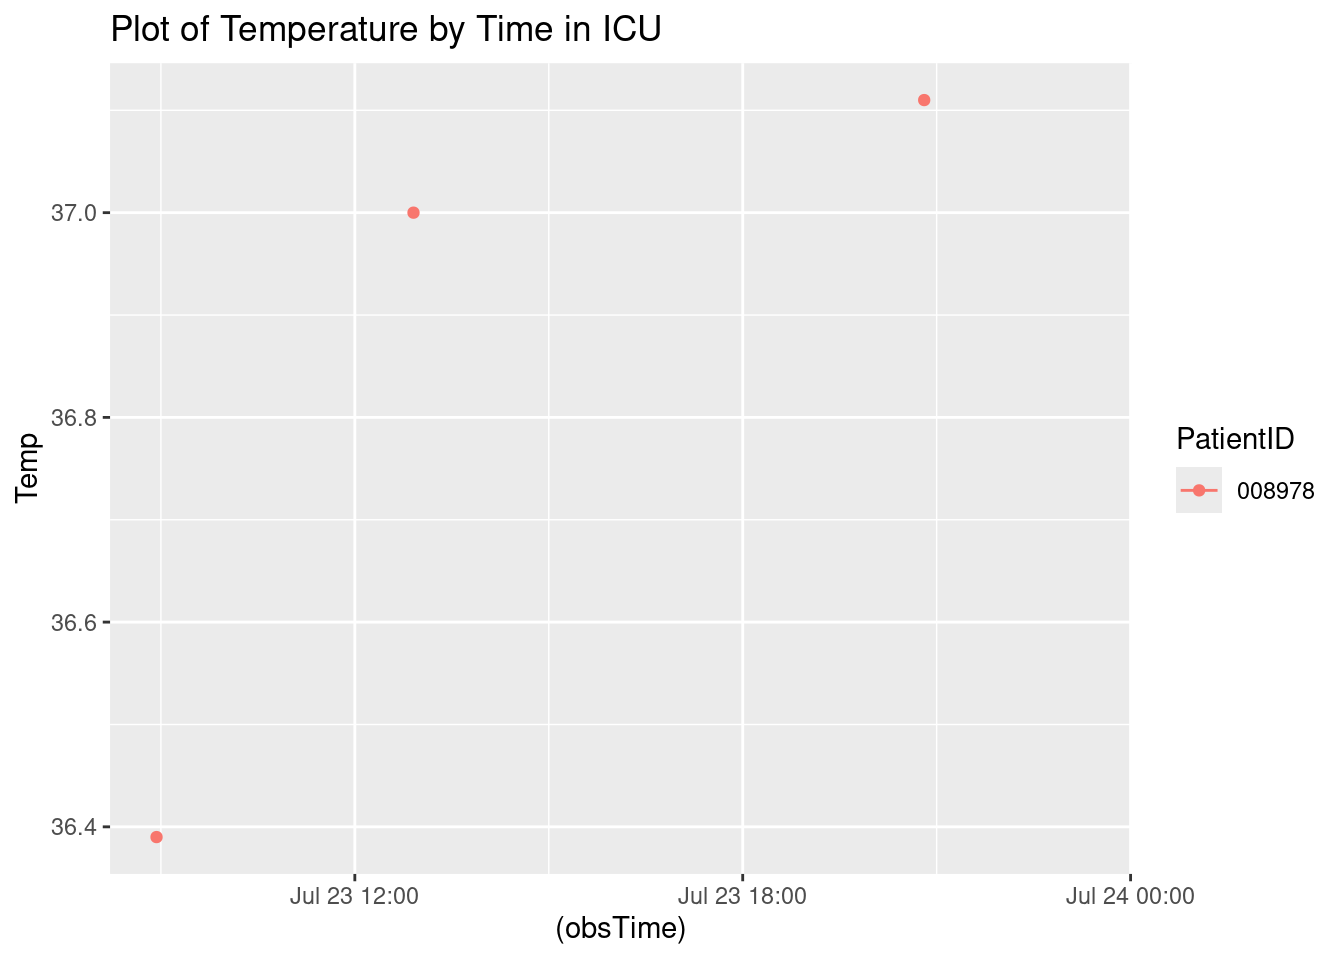 Plot of Temperature by Time in ICU
37.0
36.8
36.6
36.4
Temp
Jul 23 12:00
Jul 23 18:00
Jul 24 00:00
(obsTime)
PatientID
008978